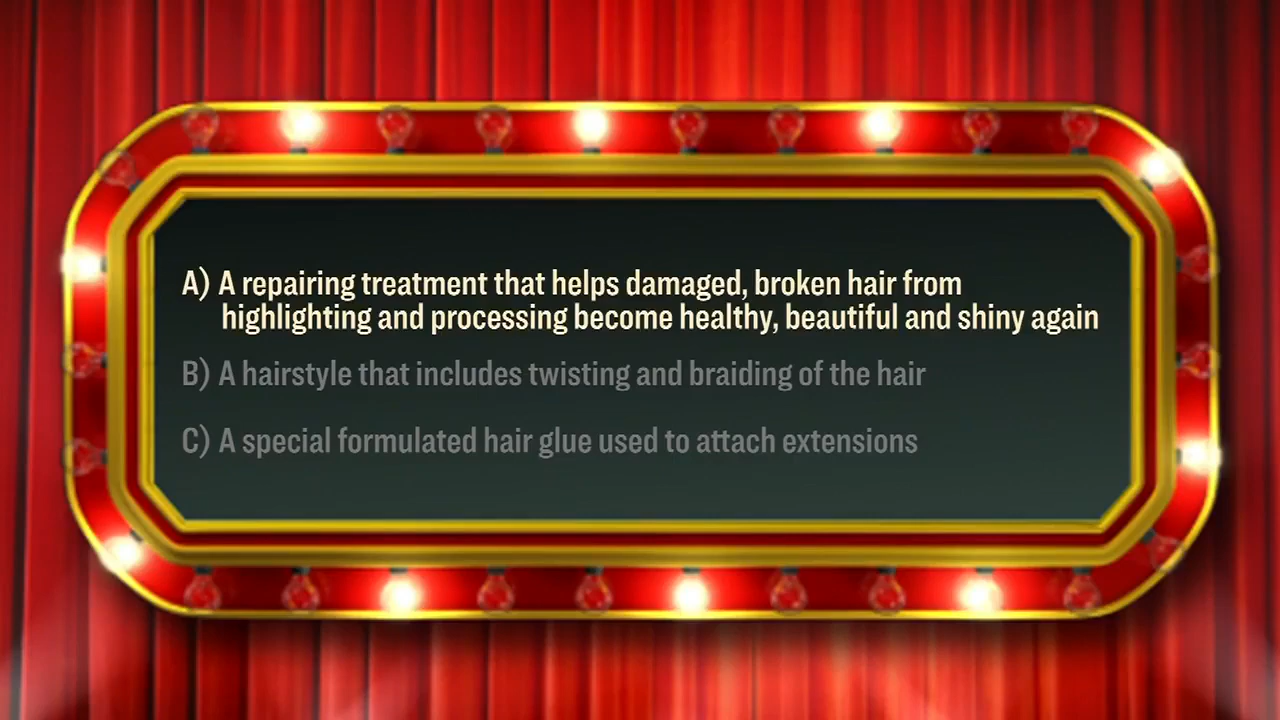 A) A repairing treatment that helps damaged, broken hair from
highlighting and processing become healthy, beautiful and shiny again
B) A hairstyle that includes twisting and braiding of the hair
C) A special formulated hair glue used to attach extensions